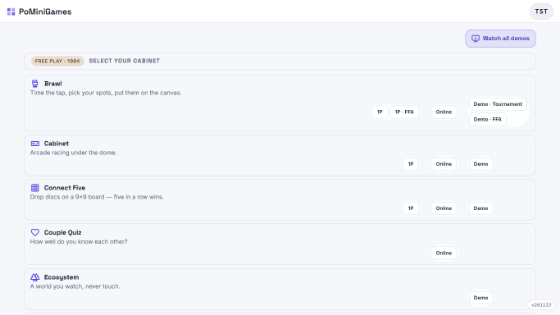 PoMiniGames
TST
Watch all demos
FREE PLAY · 1984 SELECT YOUR CABINET
Brawl
Time the tap, pick your spots, put them on the canvas.
1P 1P · FFA Online Demo · Tournament
Demo · FFA
Cabinet
Arcade racing under the dome.
1P Online Demo
Connect Five
Drop discs on a 9×9 board — five in a row wins.
1P Online Demo
Couple Quiz
How well do you know each other?
Online
Ecosystem
A world you watch, never touch.
Demo